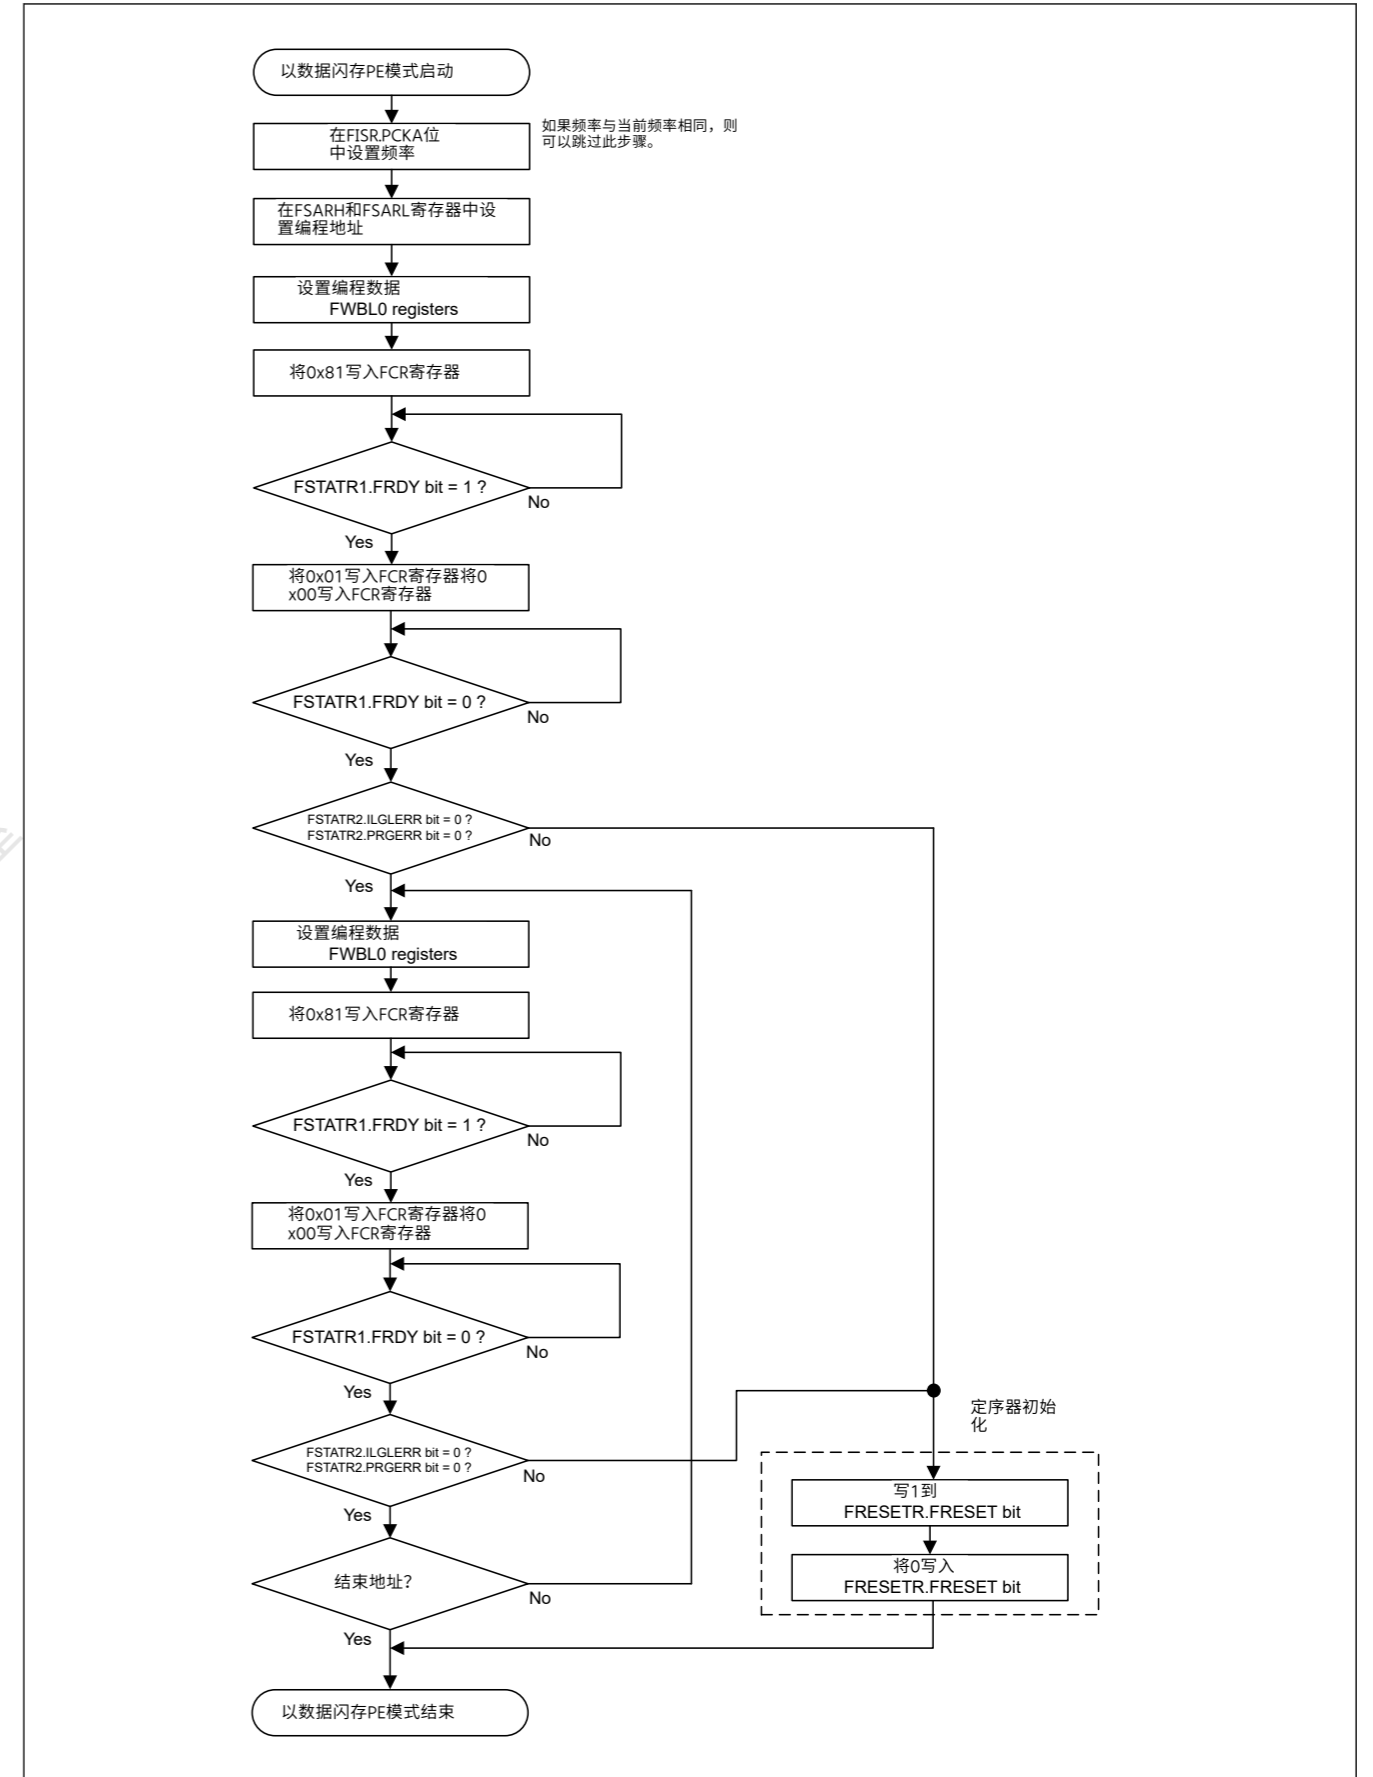 以数据闪存PE模式启动
在FISR.PCKA位
中设置频率
如果频率与当前频率相同，则
可以跳过此步骤。
在FSARH和FSARL寄存器中设
置编程地址
设置编程数据
FWBL0 registers
将0x81写入FCR寄存器
FSTATR1.FRDY bit = 1 ?
No
Yes
将0x01写入FCR寄存器将0
x00写入FCR寄存器
FSTATR1.FRDY bit = 0 ?
No
Yes
FSTATR2.ILGLERR bit = 0 ?
FSTATR2.PRGERR bit = 0 ?
No
Yes
设置编程数据
FWBL0 registers
将0x81写入FCR寄存器
FSTATR1.FRDY bit = 1 ?
No
Yes
将0x01写入FCR寄存器将0
x00写入FCR寄存器
FSTATR1.FRDY bit = 0 ?
No
Yes
FSTATR2.ILGLERR bit = 0 ?
FSTATR2.PRGERR bit = 0 ?
No
Yes
定序器初始
化
写1到
FRESETR.FRESET bit
将0写入
FRESETR.FRESET bit
结束地址?
No
Yes
以数据闪存PE模式结束